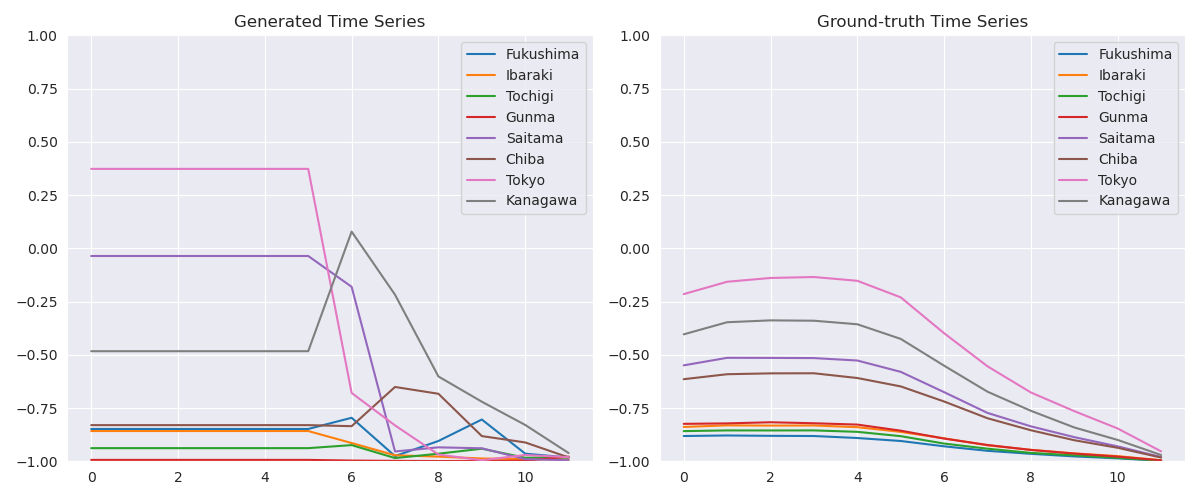 Generated Time Series
1.00
0.75
0.50
0.25
0.00
−0.25
−0.50
−0.75
−1.00
0 2 4 6 8 10
Fukushima
Ibaraki
Tochigi
Gunma
Saitama
Chiba
Tokyo
Kanagawa
Ground-truth Time Series
1.00
0.75
0.50
0.25
0.00
−0.25
−0.50
−0.75
−1.00
0 2 4 6 8 10
Fukushima
Ibaraki
Tochigi
Gunma
Saitama
Chiba
Tokyo
Kanagawa